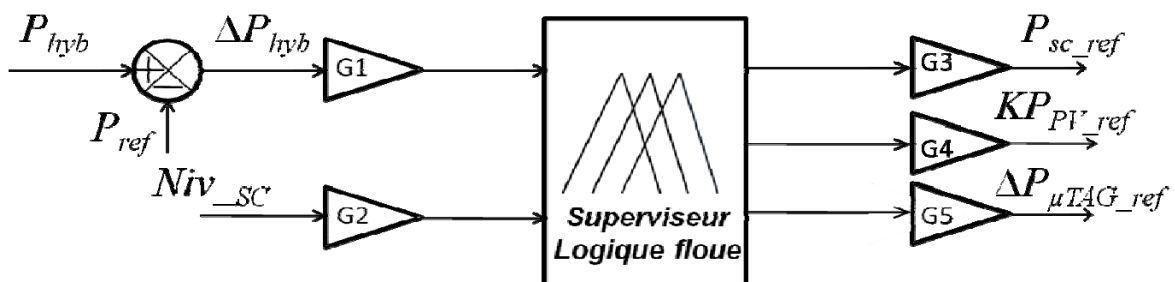 P_hyb
ΔP_hyb
P_ref
G1
Niv_SC
G2
Superviseur
Logique floue
G3
P_sc_ref
G4
KP_PV_ref
G5
ΔP_μTAG_ref